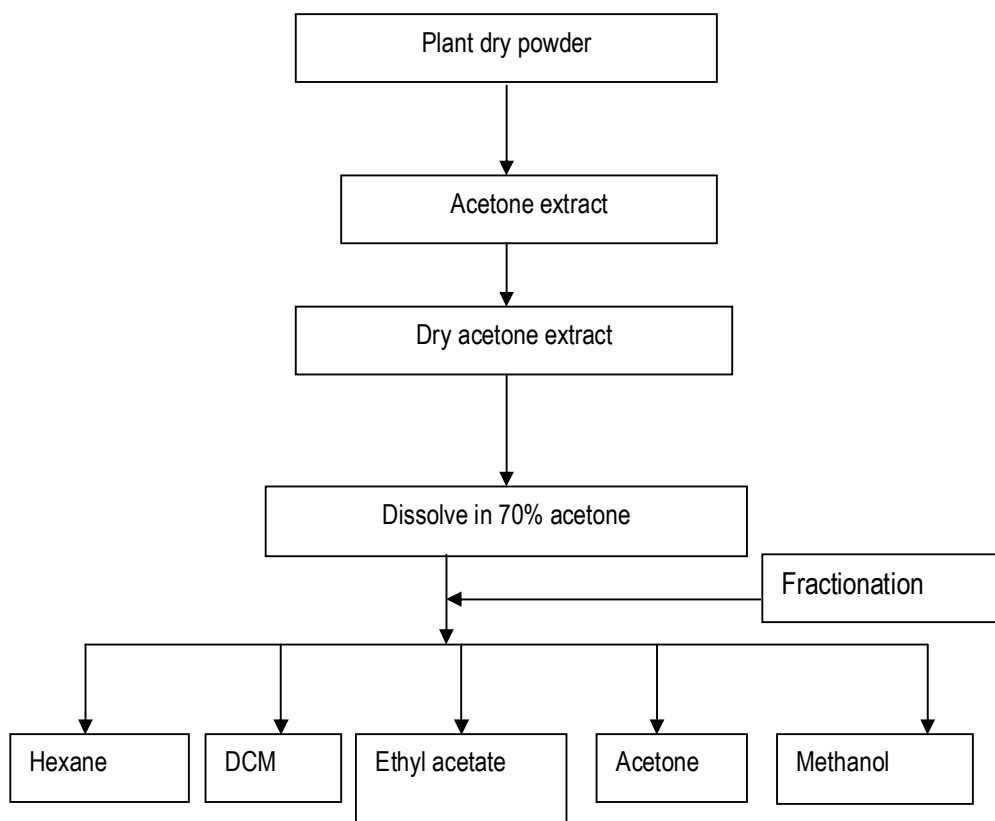 Plant dry powder
Acetone extract
Dry acetone extract
Dissolve in 70% acetone
Fractionation
Hexane
DCM
Ethyl acetate
Acetone
Methanol